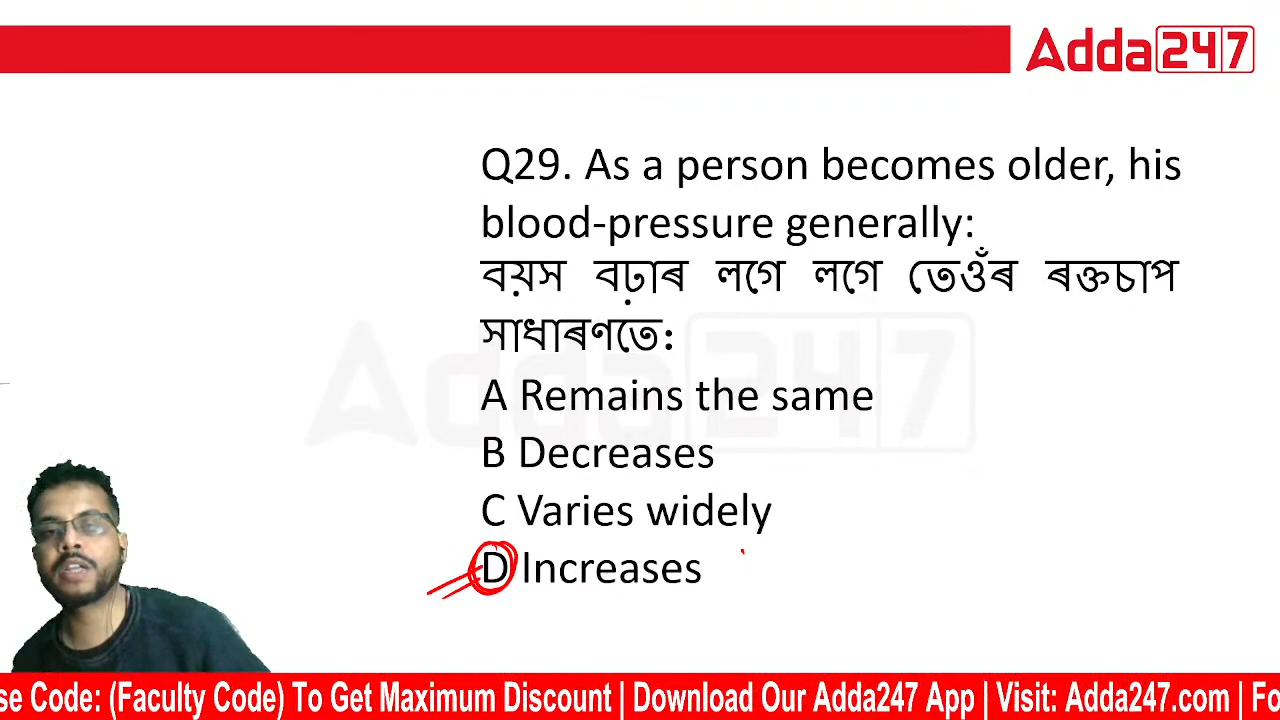 Adda247
Q29. As a person becomes older, his
blood-pressure generally:
বয়স বঢ়াৰ লগে লগে তেওঁৰ ৰক্তচাপ
সাধাৰণতে:
A Remains the same
B Decreases
C Varies widely
D Increases
Adda247
se Code: (Faculty Code) To Get Maximum Discount | Download Our Adda247 App | Visit: Adda247.com | Fo